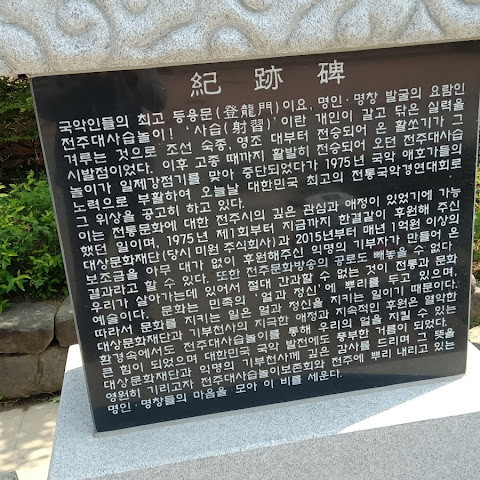 紀跡碑
국악인들의 최고 등용문(登龍門)이요, 명인·명창 발굴의 요람인
전주대사습놀이! '사습(射習)'이란 개인이 갈고 닦은 실력을
겨루는 것으로 조선 숙종, 영조 대부터 전승되어 온 활쏘기가 그
시발점이었다. 이후 고종 때까지 활발히 전승되어 오던 전주대사습
놀이가 일제강점기를 맞아 중단되었다가 1975년 국악 애호가들의
노력으로 부활하여 오늘날 대한민국 최고의 전통국악경연대회로
그 위상을 공고히 하고 있다.
이는 전통문화에 대한 전주시의 깊은 관심과 애정이 있었기에 가능
했던 일이며, 1975년 제1회부터 지금까지 한결같이 후원해 주신
대상문화재단(당시 미원 주식회사)과 2015년부터 매년 1억원 이상의
보조금을 아무 대가 없이 후원해주신 익명의 기부자가 만들어 온
결과라고 할 수 있다. 또한 전주문화방송의 공로도 빼놓을 수 없다.
우리가 살아가는데 있어서 절대 간과할 수 없는 것이 전통과 문화
예술이다. 문화는 민족의 '얼과 정신'에 뿌리를 두고 있으며,
따라서 문화를 지키는 일은 얼과 정신을 지키는 일이기 때문이다.
대상문화재단과 기부천사의 지극한 애정과 지속적인 후원은 열악한
환경속에서도 전주대사습놀이를 통해 우리의 얼을 지킬 수 있는
큰 힘이 되었으며 대한민국 국악 발전에도 풍부한 거름이 되었다.
대상문화재단과 익명의 기부천사께 깊은 감사를 드리며 그 뜻을
영원히 기리고자 전주대사습놀이보존회와 전주에 뿌리 내리고 있는
명인·명창들의 마음을 모아 이 비를 세운다.